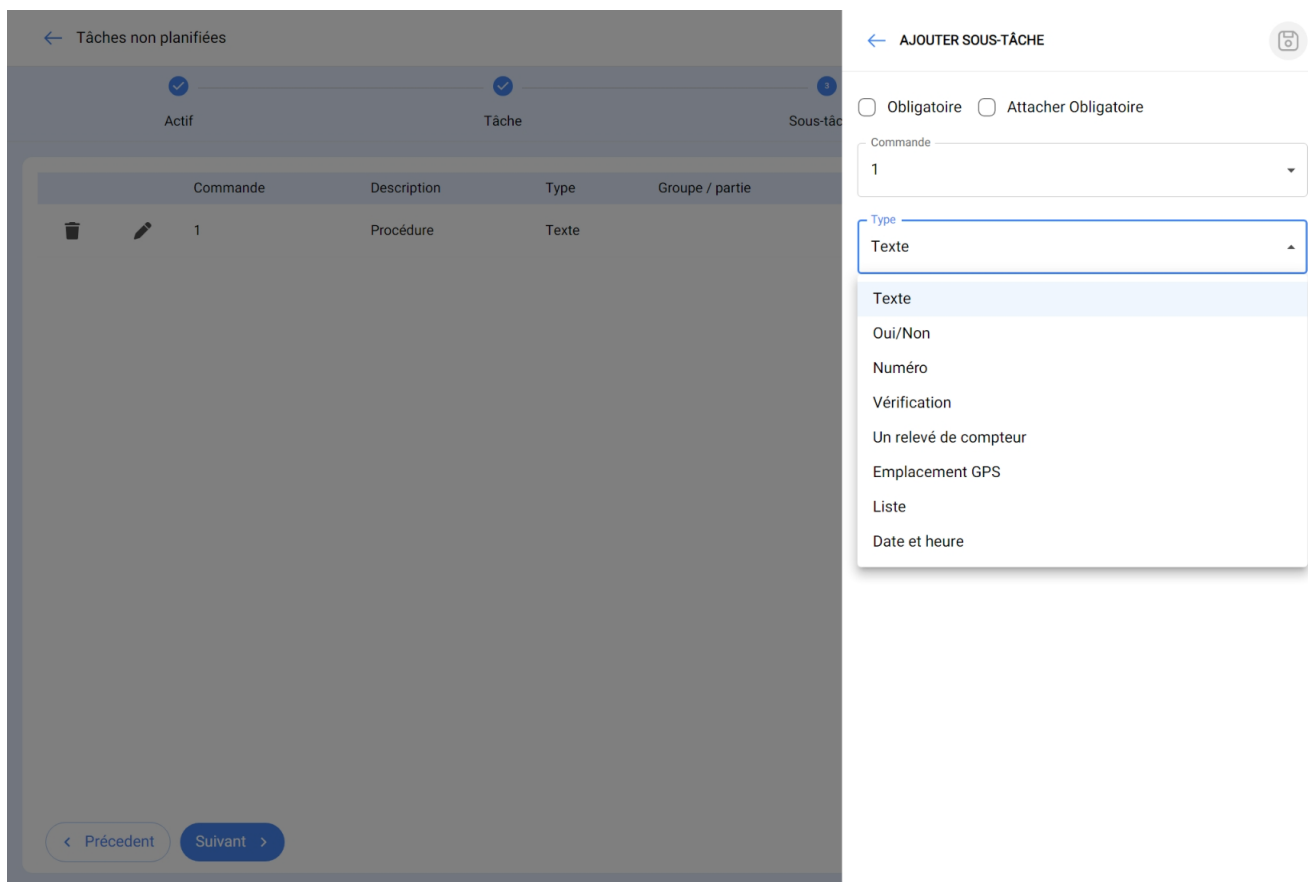 Tâches non planifiées
3
Actif
Tâche
Sous-tâc
Commande
Description
Type
Groupe / partie
1
Procédure
Texte
Précedent
Suivant
AJOUTER SOUS-TÂCHE
Obligatoire
Attacher Obligatoire
Commande
1
Type
Texte
Texte
Oui/Non
Numéro
Vérification
Un relevé de compteur
Emplacement GPS
Liste
Date et heure